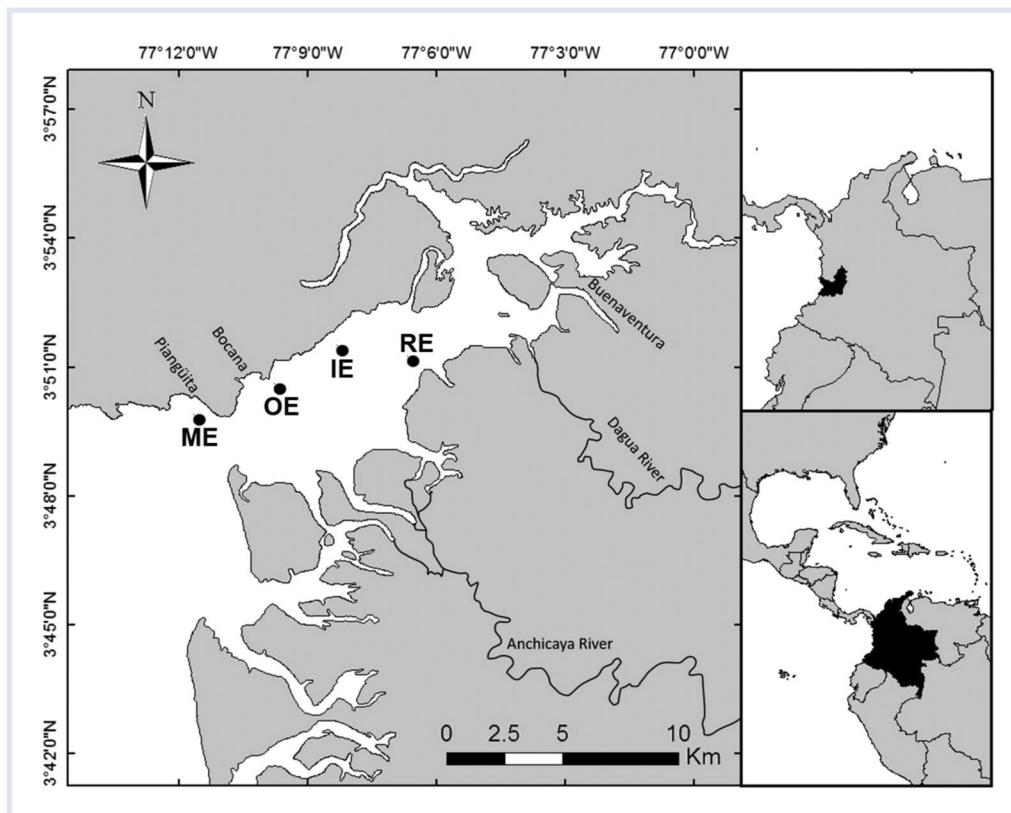 77°12'0"W 77°9'0"W 77°6'0"W 77°3'0"W 77°0'0"W
N
3°57'0"N
3°54'0"N
3°51'0"N
3°48'0"N
3°45'0"N
3°42'0"N
Buenaventura
Bocana
Piangüita
RE
IE
OE
ME
Dagua River
Anchicaya River
0 2.5 5 10
Km